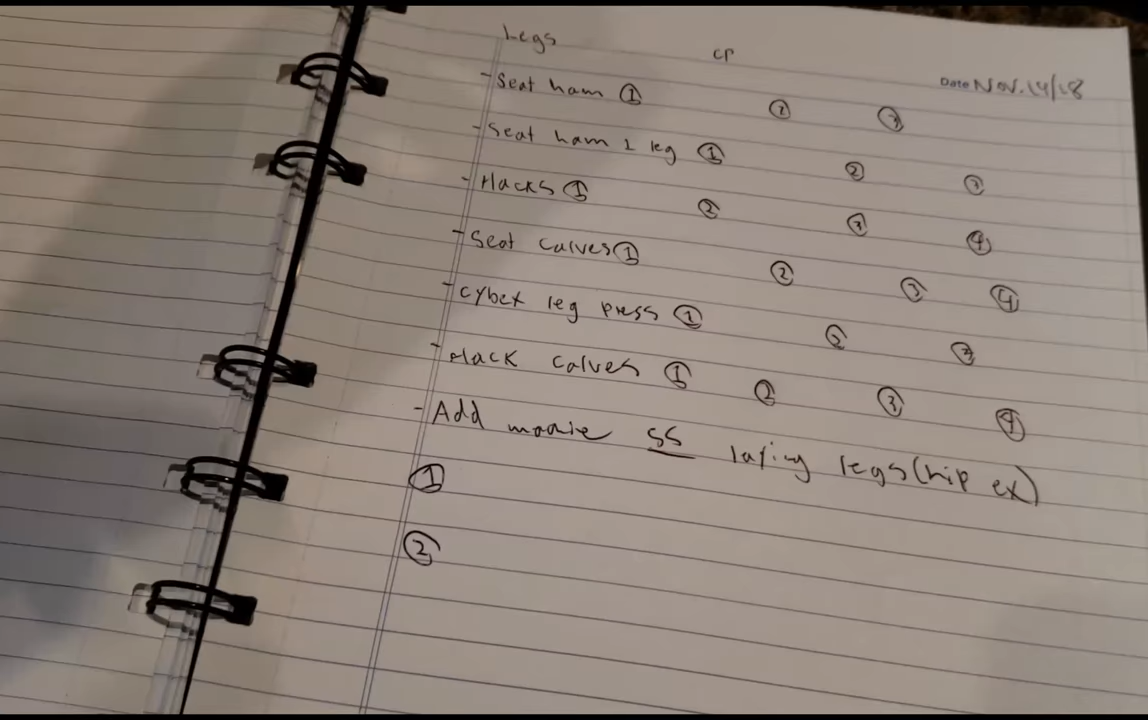 Legs CP Date Nov. 14/18
- Seat ham ① ② ③
- Seat ham 1 leg ① ② ③
- Hacks ① ② ③ ④
- Seat calves ① ② ③ ④
- Cybex leg press ① ② ③
- Hack calves ① ② ③ ④
- Add SS laying legs (hip ex)
①
②